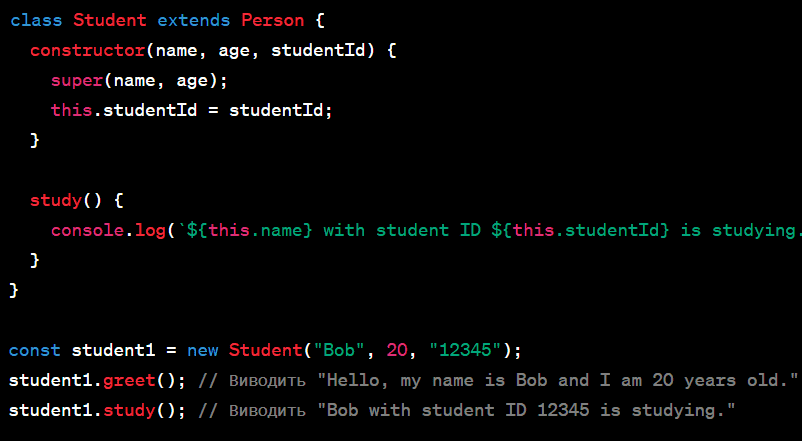 class Student extends Person {
constructor(name, age, studentId) {
super(name, age);
this.studentId = studentId;
}
study() {
console.log(`${this.name} with student ID ${this.studentId} is studying.
}
}
const student1 = new Student("Bob", 20, "12345");
student1.greet(); // Виводить "Hello, my name is Bob and I am 20 years old."
student1.study(); // Виводить "Bob with student ID 12345 is studying."